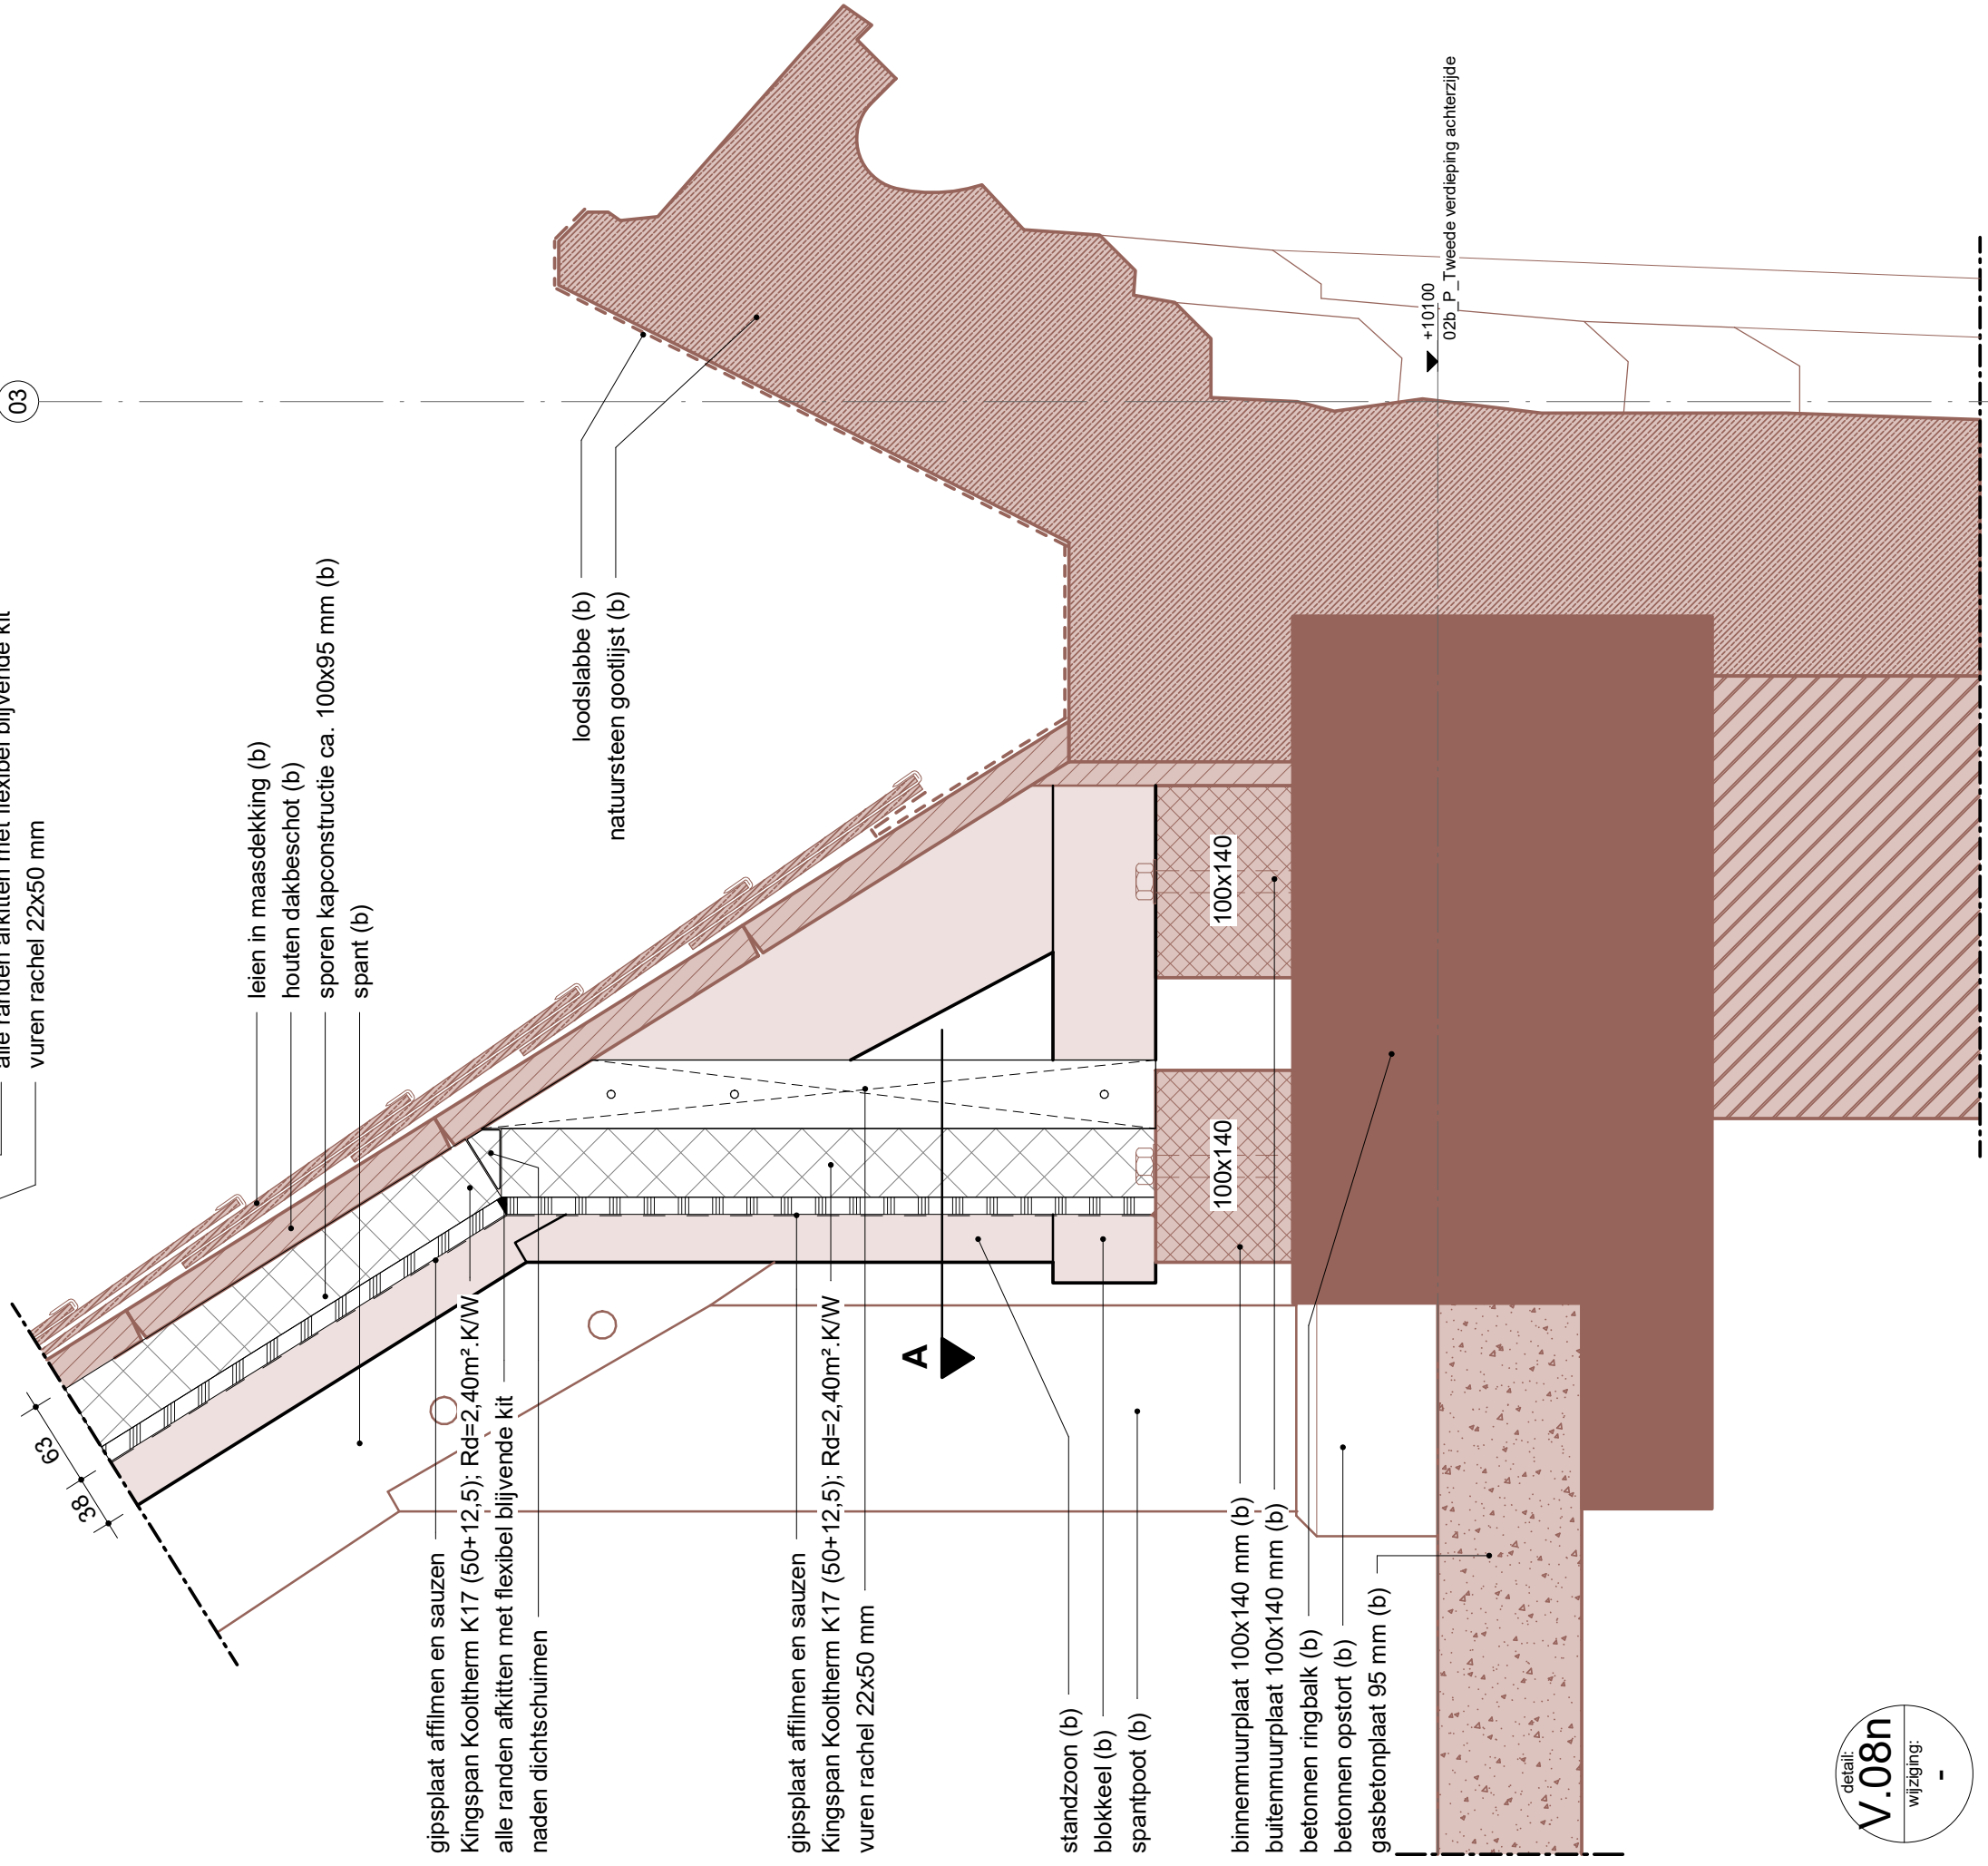 03
alle randen afkitten met flexibel blijvende kit
vuren rachel 22x50 mm
leien in maasdekking (b)
houten dakbeschot (b)
sporen kapconstructie ca. 100x95 mm (b)
spant (b)
loodslabbe (b)
natuursteen gootlijst (b)
+10100
02b_P_Tweede verdieping achterzijde
63
38
gipsplaat affilmen en sauzen
Kingspan Kooltherm K17 (50+12,5); Rd=2,40m².K/W
alle randen afkitten met flexibel blijvende kit
naden dichtschuimen
gipsplaat affilmen en sauzen
Kingspan Kooltherm K17 (50+12,5); Rd=2,40m².K/W
vuren rachel 22x50 mm
A
100x140
100x140
standzoon (b)
blokkeel (b)
spantpoot (b)
binnenmuurplaat 100x140 mm (b)
buitenmuurplaat 100x140 mm (b)
betonnen ringbalk (b)
betonnen opstort (b)
gasbetonplaat 95 mm (b)
detail:
V.08n
wijziging:
-